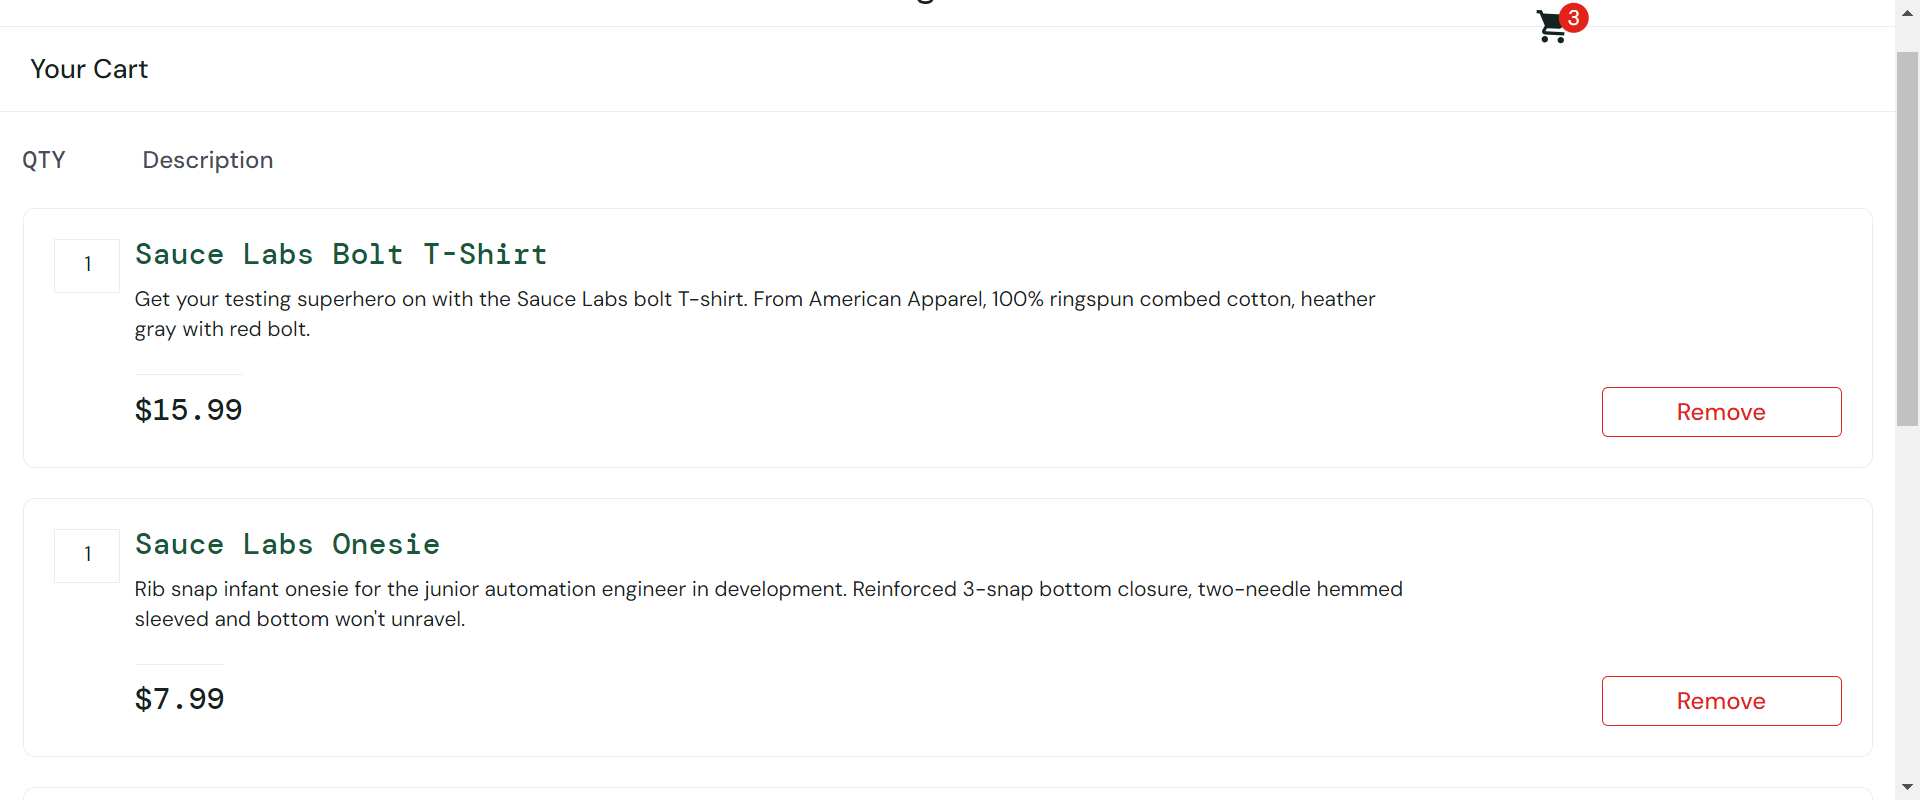 3
Your Cart
QTY Description
1
Sauce Labs Bolt T-Shirt
Get your testing superhero on with the Sauce Labs bolt T-shirt. From American Apparel, 100% ringspun combed cotton, heather
gray with red bolt.
$15.99
Remove
1
Sauce Labs Onesie
Rib snap infant onesie for the junior automation engineer in development. Reinforced 3-snap bottom closure, two-needle hemmed
sleeved and bottom won't unravel.
$7.99
Remove